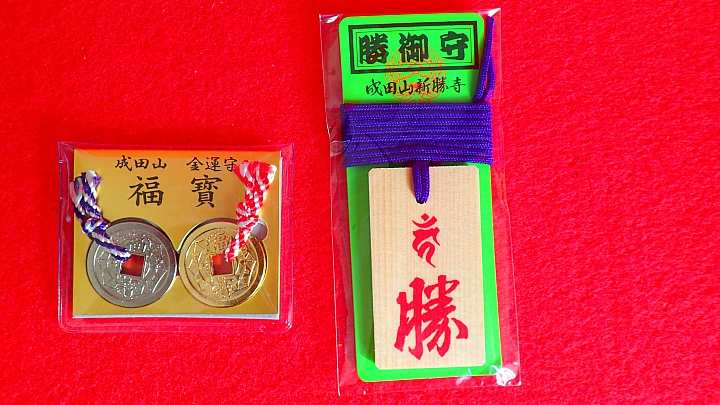 成田山 金運守
福寶
勝御守
成田山新勝寺
勝